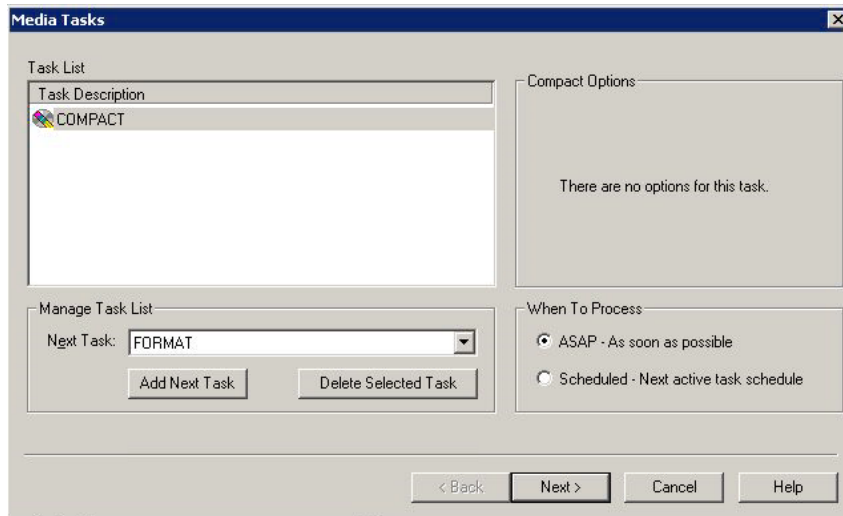 Media Tasks
Task List
Task Description
COMPACT
Compact Options
There are no options for this task.
Manage Task List
Next Task: FORMAT
Add Next Task Delete Selected Task
When To Process
ASAP - As soon as possible
Scheduled - Next active task schedule
< Back Next > Cancel Help